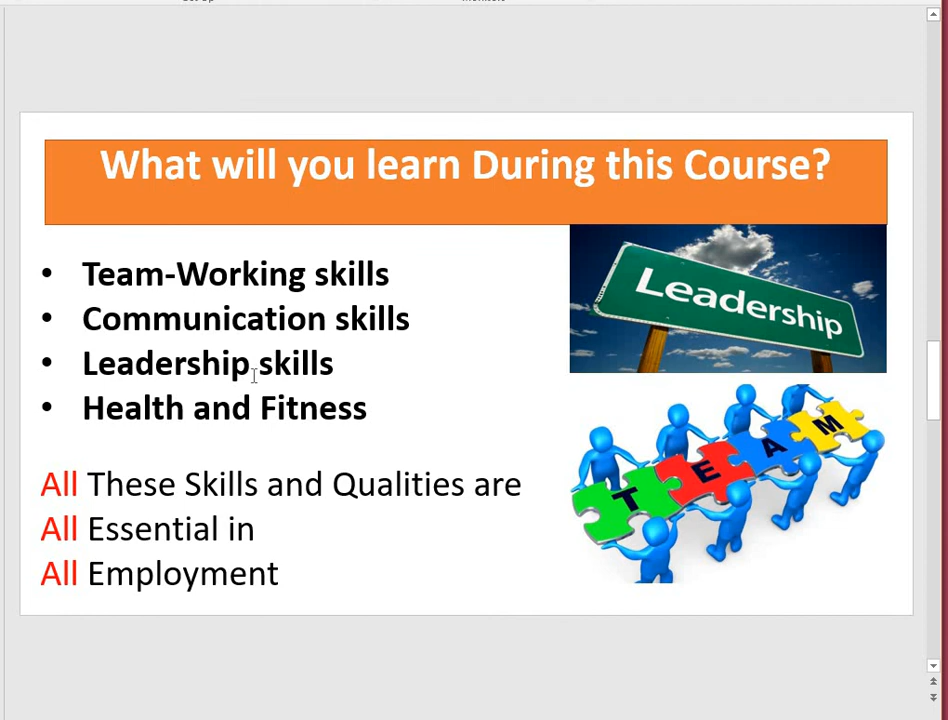 What will you learn During this Course?
• Team-Working skills
• Communication skills
• Leadership skills
• Health and Fitness
All These Skills and Qualities are
All Essential in
All Employment
Leadership
TEAM